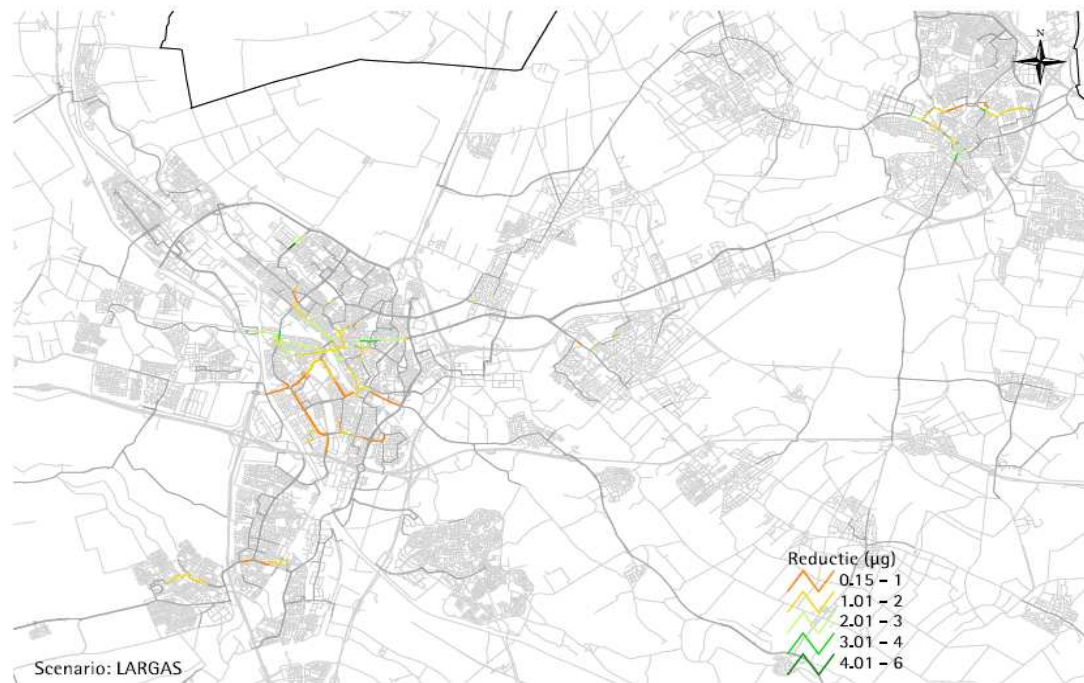 N
Reductie (µg)
0.15 - 1
1.01 - 2
2.01 - 3
3.01 - 4
4.01 - 6
Scenario: LARGAS